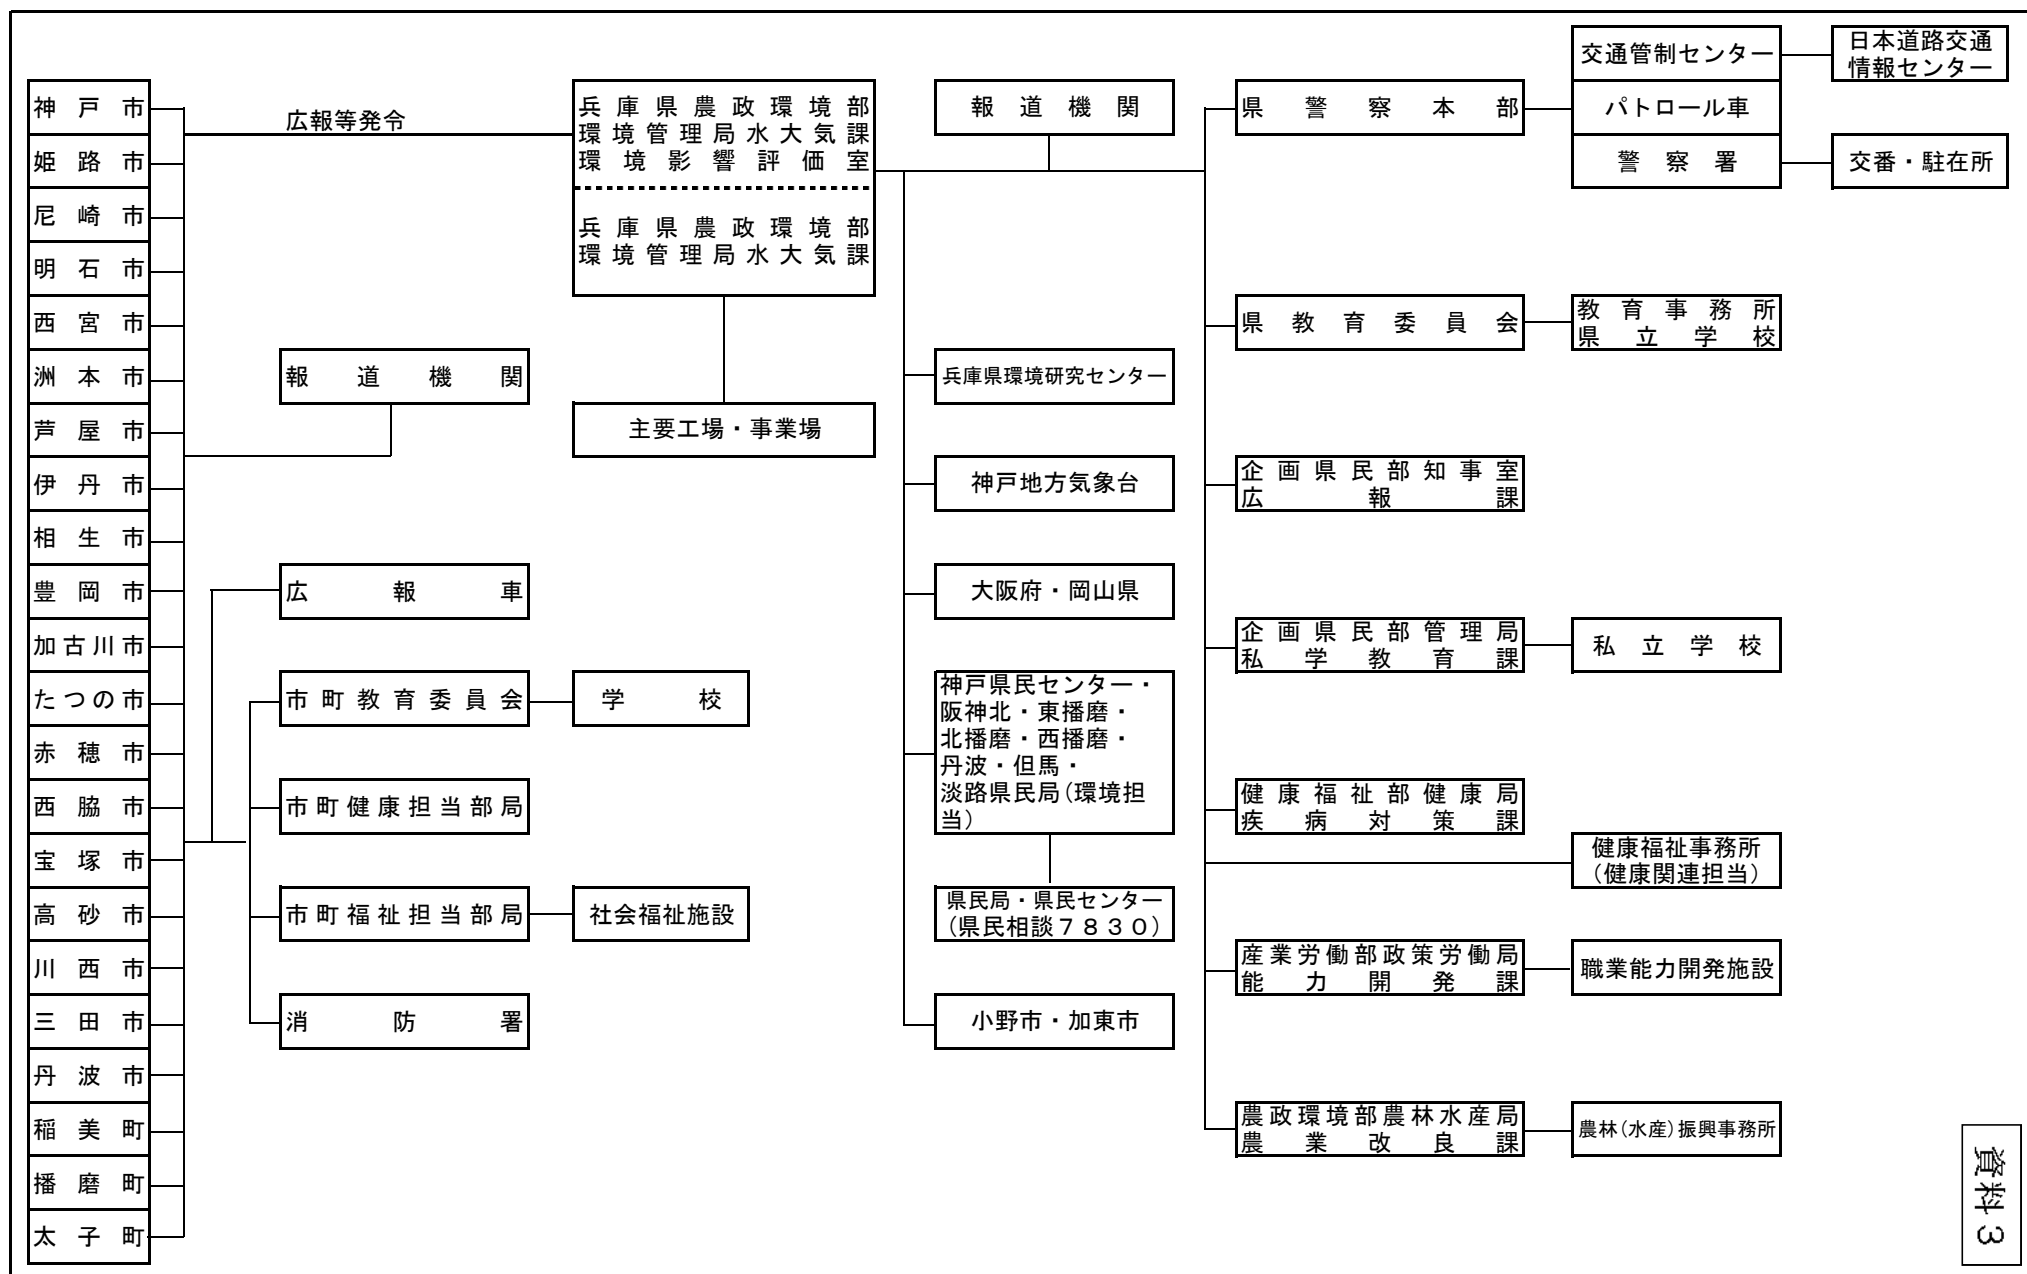 神戸市
姫路市
尼崎市
明石市
西宮市
洲本市
芦屋市
伊丹市
相生市
豊岡市
加古川市
たつの市
赤穂市
西脇市
宝塚市
高砂市
川西市
三田市
丹波市
稲美町
播磨町
太子町
広報等発令
報道機関
広報車
市町教育委員会
学校
市町健康担当部局
市町福祉担当部局
社会福祉施設
消防署
兵庫県農政環境部
環境管理局水大気課
環境影響評価室
兵庫県農政環境部
環境管理局水大気課
主要工場・事業場
報道機関
兵庫県環境研究センター
神戸地方気象台
大阪府・岡山県
神戸県民センター・
阪神北・東播磨・
北播磨・西播磨・
丹波・但馬・
淡路県民局(環境担
当)
県民局・県民センター
(県民相談7830)
小野市・加東市
県警察本部
交通管制センター
日本道路交通
情報センター
パトロール車
警察署
交番・駐在所
県教育委員会
教育事務所
県立学校
企画県民部知事室
広報課
企画県民部管理局
私学教育課
私立学校
健康福祉部健康局
疾病対策課
健康福祉事務所
(健康関連担当)
産業労働部政策労働局
能力開発課
職業能力開発施設
農政環境部農林水産局
農業改良課
農林(水産)振興事務所
資料3